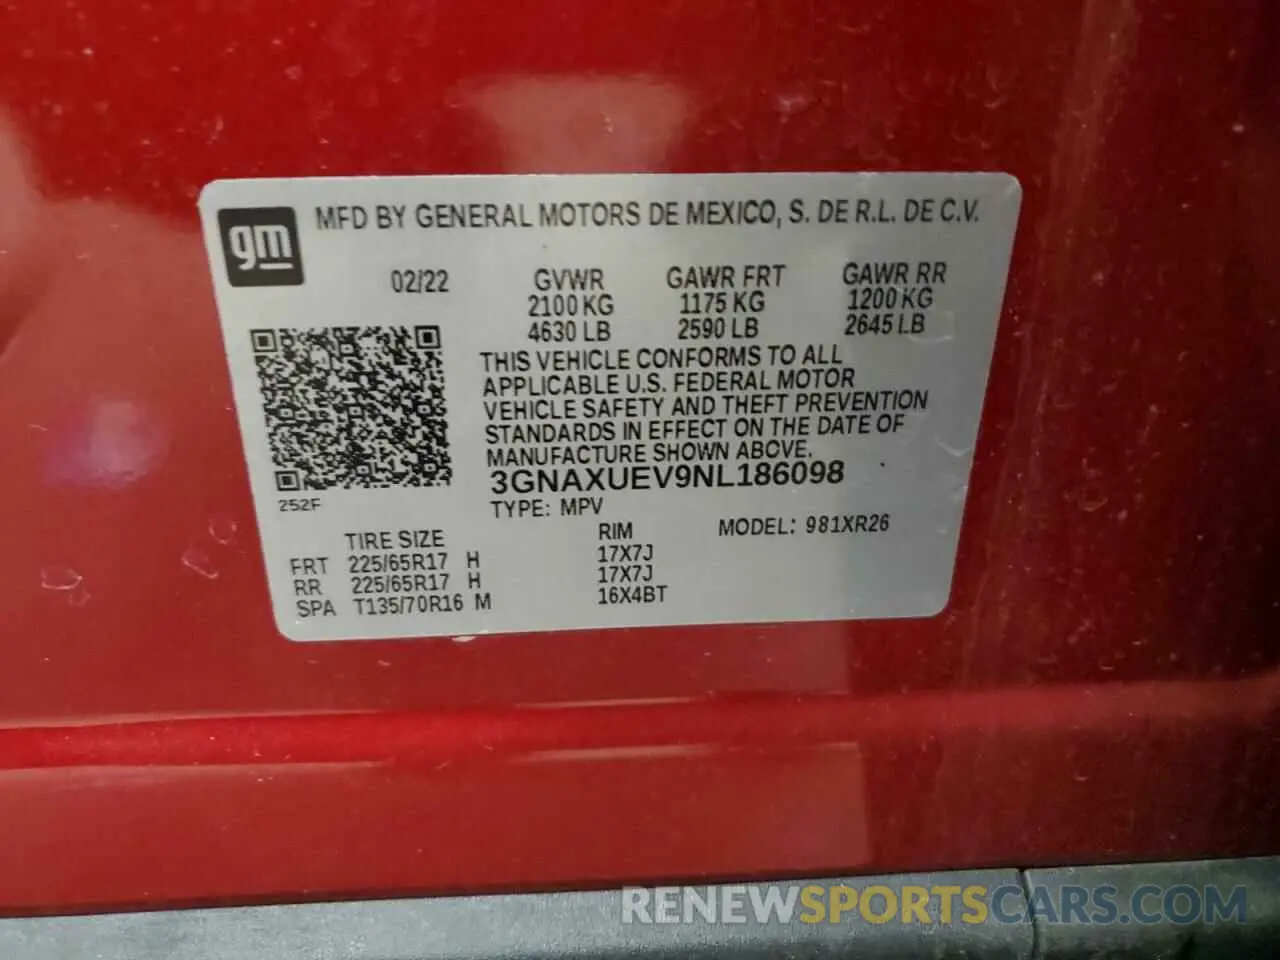 gm
MFD BY GENERAL MOTORS DE MEXICO, S. DE R.L. DE C.V.
02/22 GVWR GAWR FRT GAWR RR
2100 KG 1175 KG 1200 KG
4630 LB 2590 LB 2645 LB
THIS VEHICLE CONFORMS TO ALL
APPLICABLE U.S. FEDERAL MOTOR
VEHICLE SAFETY AND THEFT PREVENTION
STANDARDS IN EFFECT ON THE DATE OF
MANUFACTURE SHOWN ABOVE.
3GNAXUEV9NL186098
252F
TYPE: MPV
MODEL: 981XR26
TIRE SIZE RIM
FRT 225/65R17 H 17X7J
RR 225/65R17 H 17X7J
SPA T135/70R16 M 16X4BT
RENEWSPORTSCARS.COM